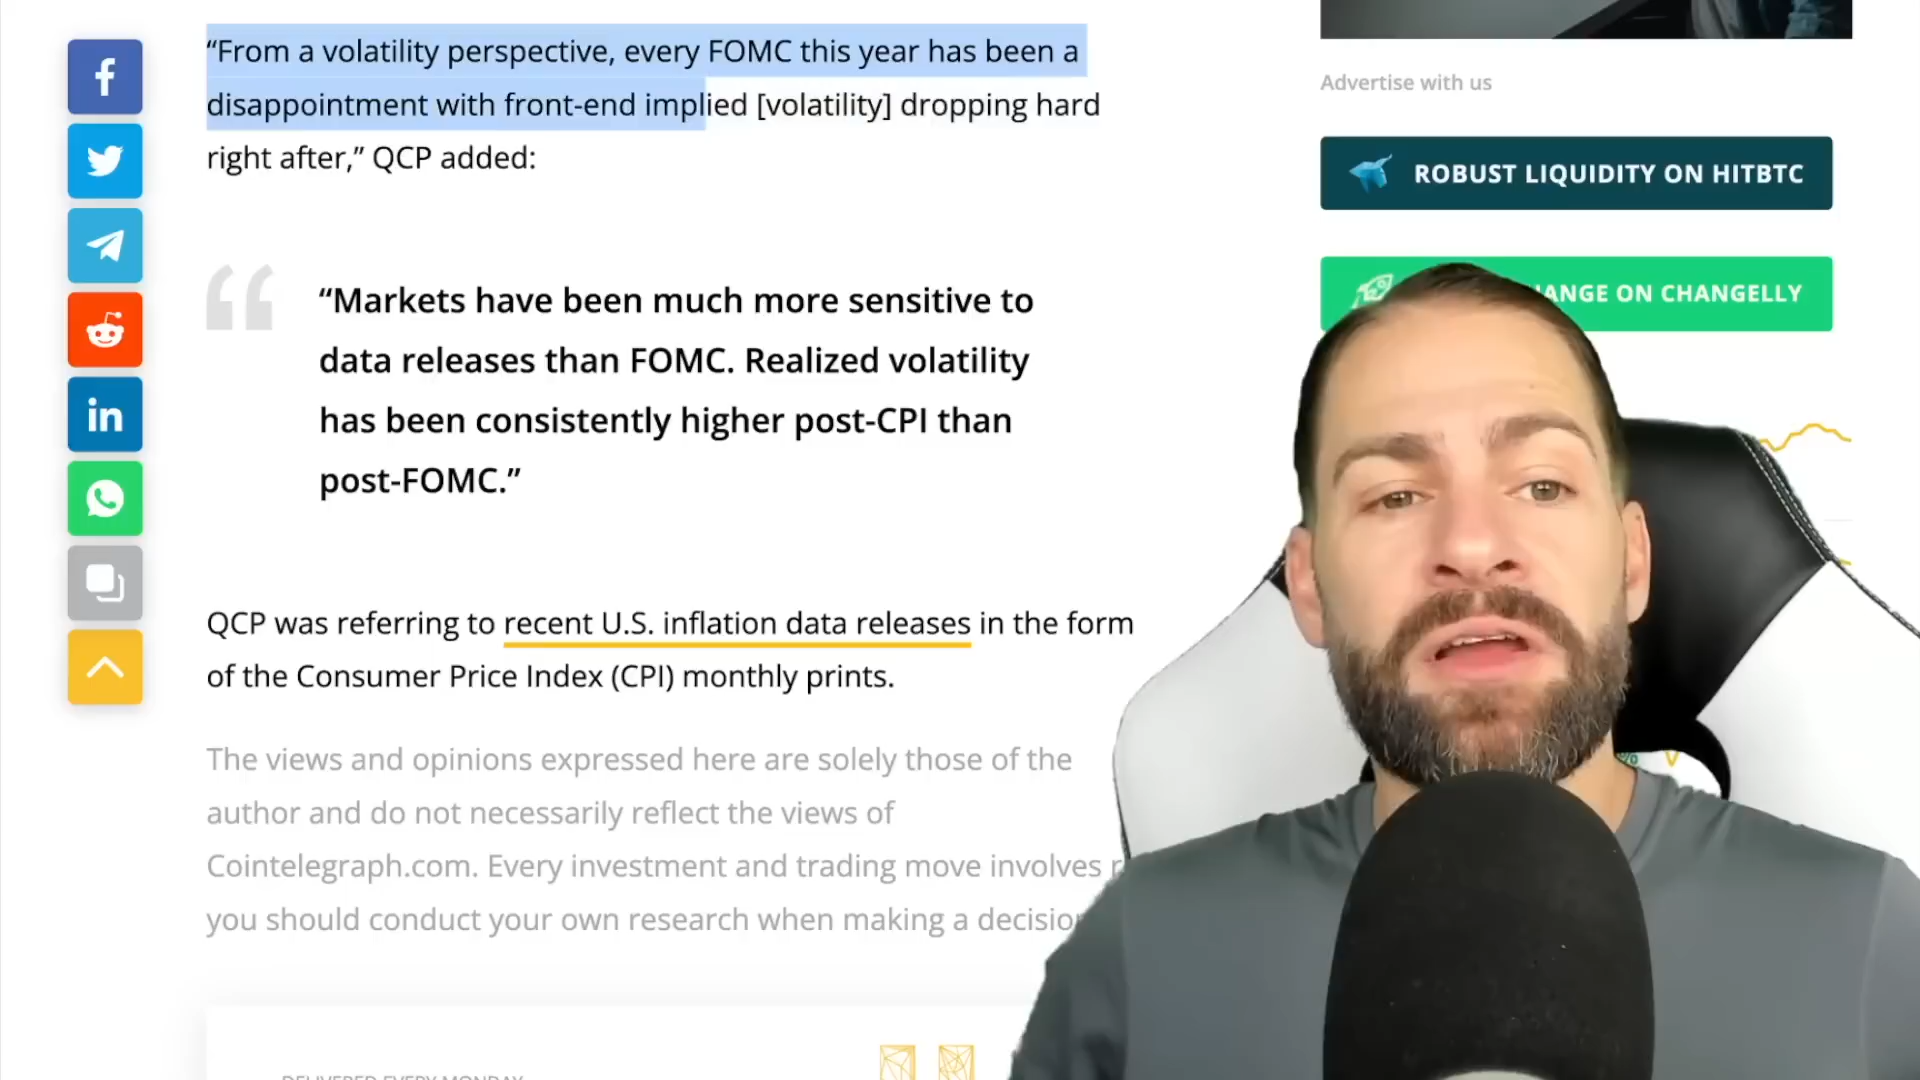 “From a volatility perspective, every FOMC this year has been a
disappointment with front-end implied [volatility] dropping hard
right after,” QCP added:
“Markets have been much more sensitive to
data releases than FOMC. Realized volatility
has been consistently higher post-CPI than
post-FOMC.”
QCP was referring to recent U.S. inflation data releases in the form
of the Consumer Price Index (CPI) monthly prints.
The views and opinions expressed here are solely those of the
author and do not necessarily reflect the views of
Cointelegraph.com. Every investment and trading move involves
you should conduct your own research when making a
DELIVERED EVERY MONDAY
Advertise with us
ROBUST LIQUIDITY ON HITBTC
ON CHANGELLY